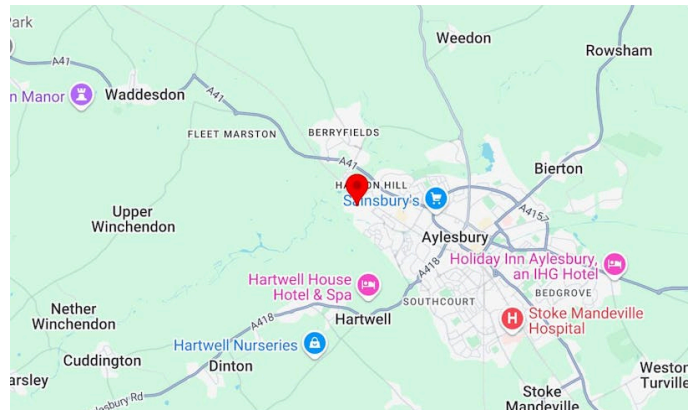 Park
Weedon
Rowsham
A41
n Manor
Waddesdon
A41
FLEET MARSTON
BERRYFIELDS
A41
Bierton
HA
ON HILL
Sainsbury's
A4157
Upper
Winchendon
Aylesbury
A418
Holiday Inn Aylesbury,
an IHG Hotel
Hartwell House
Hotel & Spa
BEDGROVE
SOUTHCOURT
Nether
Winchendon
Hartwell
Stoke Mandeville
Hospital
A418
Hartwell Nurseries
H
Cuddington
Dinton
Weston
Turville
arsley
lesbury Rd
Stoke
Mandeville